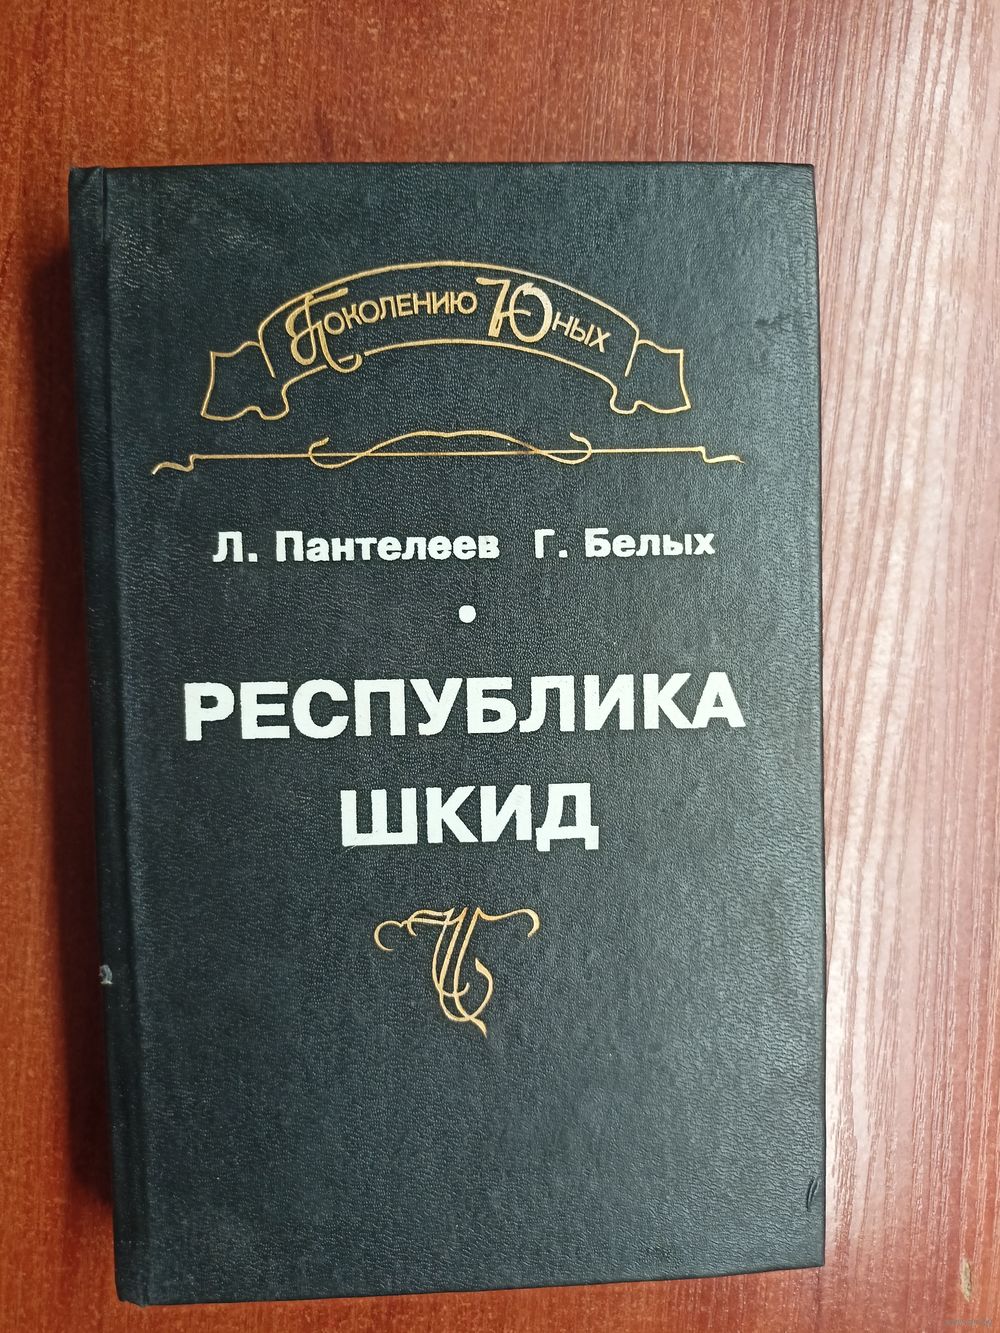 Поколению Юных
Л. Пантелеев Г. Белых
РЕСПУБЛИКА
ШКИД